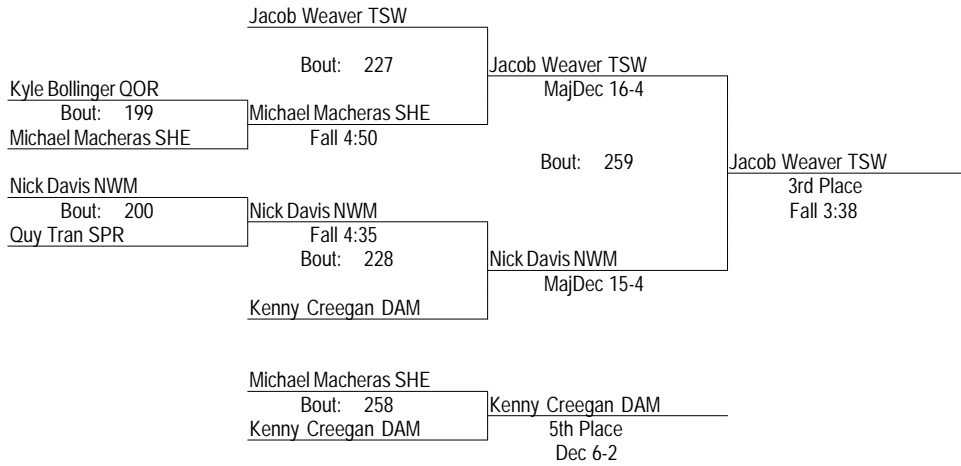 Jacob Weaver TSW
Bout: 227
Jacob Weaver TSW
Kyle Bollinger QOR
MajDec 16-4
Bout: 199
Michael Macheras SHE
Michael Macheras SHE
Fall 4:50
Bout: 259
Jacob Weaver TSW
Nick Davis NWM
3rd Place
Bout: 200
Nick Davis NWM
Fall 3:38
Quy Tran SPR
Fall 4:35
Bout: 228
Nick Davis NWM
MajDec 15-4
Kenny Creegan DAM
Michael Macheras SHE
Bout: 258
Kenny Creegan DAM
Kenny Creegan DAM
5th Place
Dec 6-2